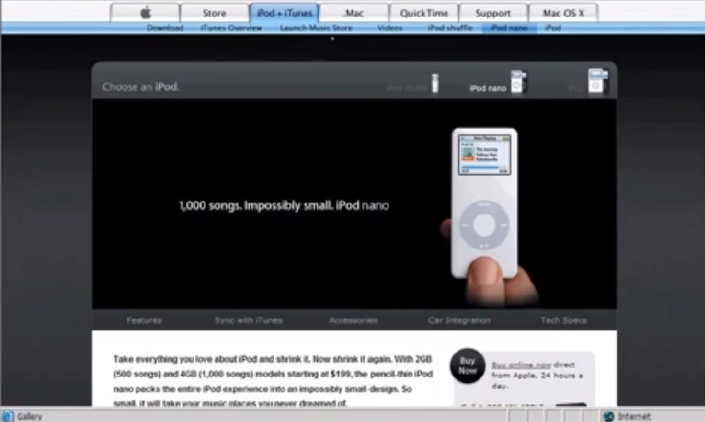 Store iPod + iTunes .Mac QuickTime Support Mac OS X
Download iTunes Overview Launch Music Store Videos iPod shuffle iPod nano iPod
Choose an iPod.
iPod shuffle iPod nano iPod
1,000 songs. Impossibly small. iPod nano
Features Sync with iTunes Accessories Car Integration Tech Specs
Take everything you love about iPod and shrink it. Now shrink it again. With 2GB
(500 songs) and 4GB (1,000 songs) models starting at $199, the pencil-thin iPod
nano packs the entire iPod experience into an impossibly small-design. So
small, it will take your music places you never dreamed of.
Buy
Now
Buy online now direct
from Apple. 24 hours a
day.
Gallery
Internet